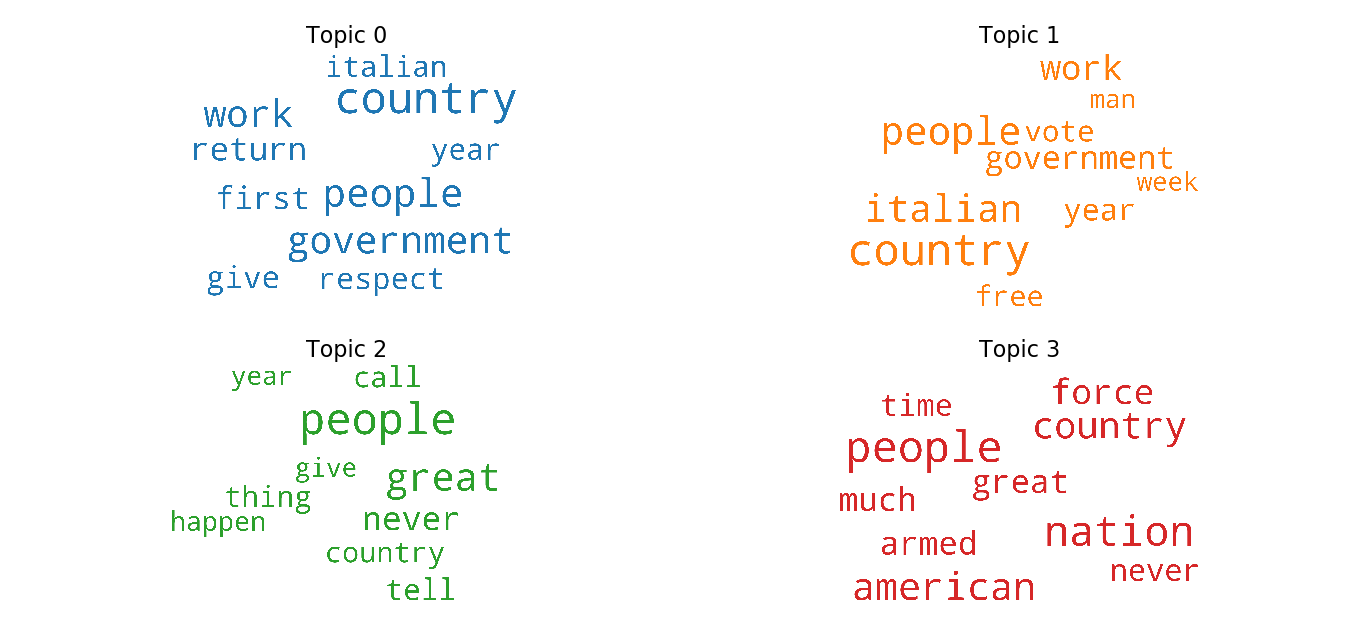 Topic 0
italian
country
work
return
year
first people
government
give respect
Topic 1
work
man
people vote
government
week
italian year
country
free
Topic 2
year call
people
give great
thing
happen never
country
tell
Topic 3
force
time
country
people
great
much
nation
armed
never
american